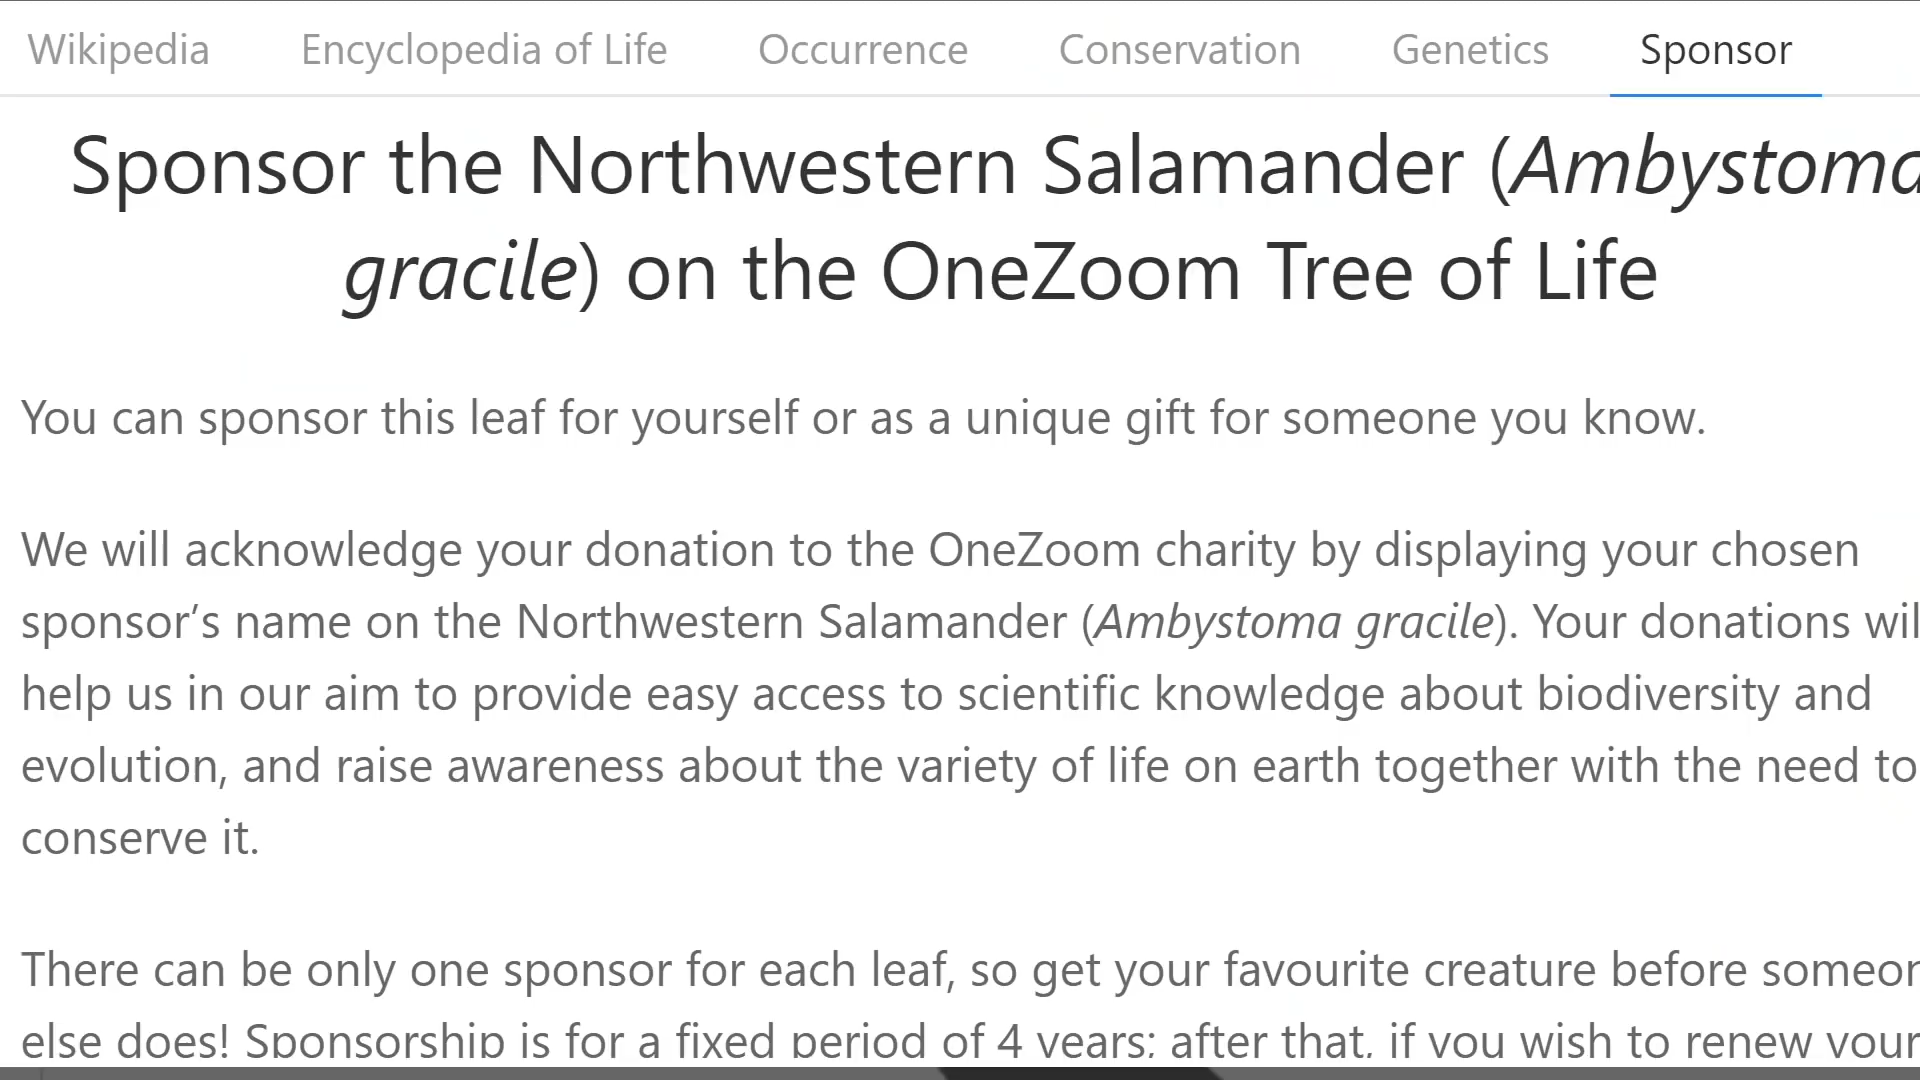 Wikipedia Encyclopedia of Life Occurrence Conservation Genetics Sponsor
Sponsor the Northwestern Salamander (Ambystoma
gracile) on the OneZoom Tree of Life
You can sponsor this leaf for yourself or as a unique gift for someone you know.
We will acknowledge your donation to the OneZoom charity by displaying your chosen
sponsor’s name on the Northwestern Salamander (Ambystoma gracile). Your donations wil
help us in our aim to provide easy access to scientific knowledge about biodiversity and
evolution, and raise awareness about the variety of life on earth together with the need to
conserve it.
There can be only one sponsor for each leaf, so get your favourite creature before someon
else does! Sponsorship is for a fixed period of 4 years: after that, if you wish to renew your